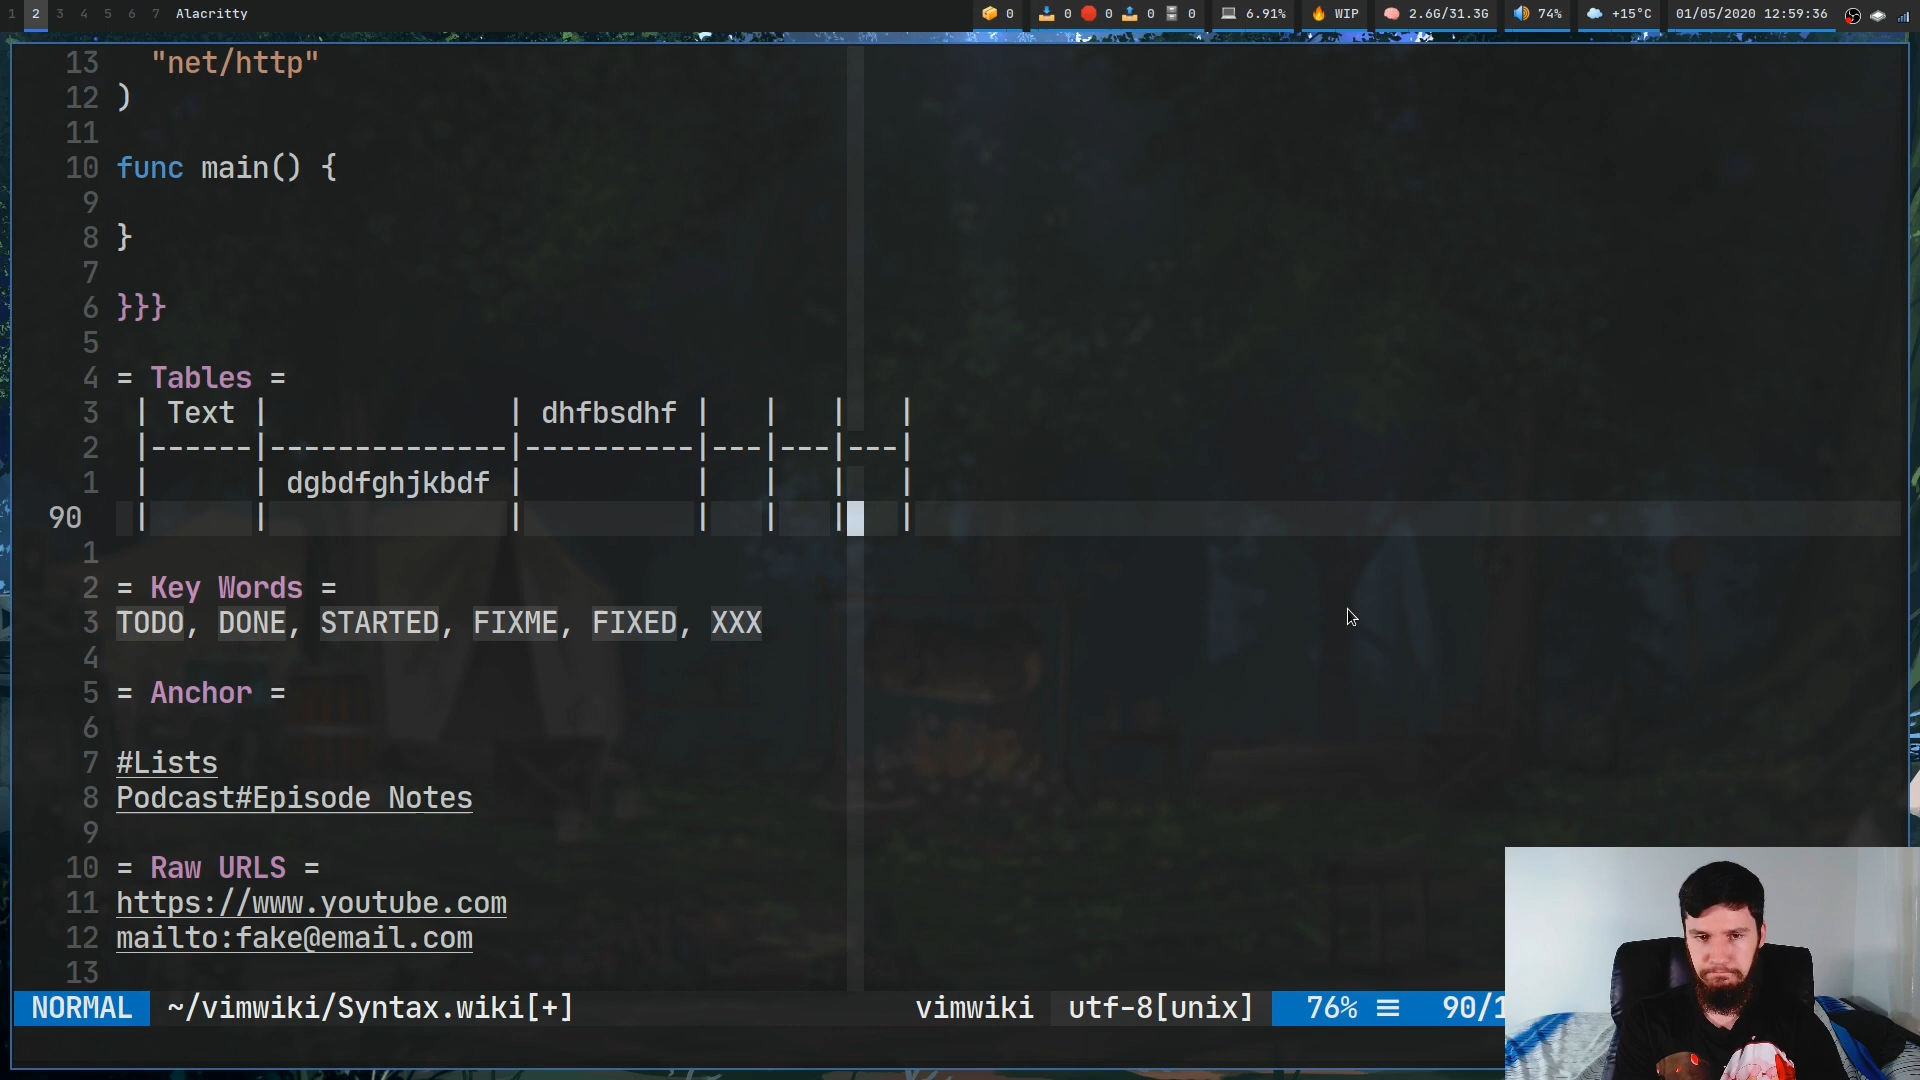 1 2 3 4 5 6 7 Alacritty 0 0 0 0 0 6.91% WIP 2.6G/31.3G 74% +15°C 01/05/2020 12:59:36
13 "net/http"
12 )
11
10 func main() {
9
8 }
7
6 }}}
5
4 = Tables =
3 | Text |              | dhfbsdhf |   |   |   |
2 |------|--------------|----------|---|---|---|
1 |      | dgbdfghjkbdf |          |   |   |   |
90 |      |              |          |   |   |   |
1
2 = Key Words =
3 TODO, DONE, STARTED, FIXME, FIXED, XXX
4
5 = Anchor =
6
7 #Lists
8 Podcast#Episode Notes
9
10 = Raw URLS =
11 https://www.youtube.com
12 mailto:fake@email.com
13
NORMAL ~/vimwiki/Syntax.wiki[+] vimwiki utf-8[unix] 76% ≡ 90/1